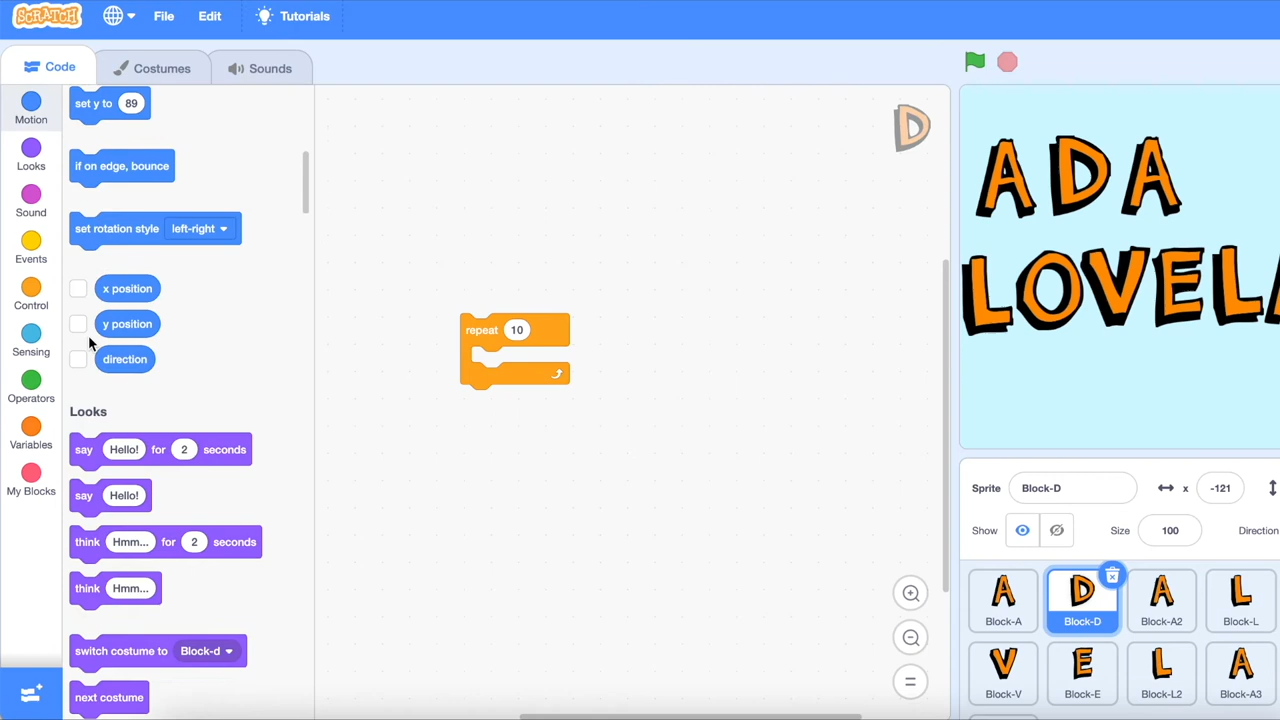 SCRATCH File Edit Tutorials
Code Costumes Sounds
Motion
Looks
Sound
Events
Control
Sensing
Operators
Variables
My Blocks
set y to 89
if on edge, bounce
set rotation style left-right
x position
y position
direction
Looks
say Hello! for 2 seconds
say Hello!
think Hmm... for 2 seconds
think Hmm...
switch costume to Block-d
next costume
D
repeat 10
ADA
LOVELA
Sprite Block-D x -121
Show Size 100 Direction
A D A L
Block-A Block-D Block-A2 Block-L
V E L A
Block-V Block-E Block-L2 Block-A3